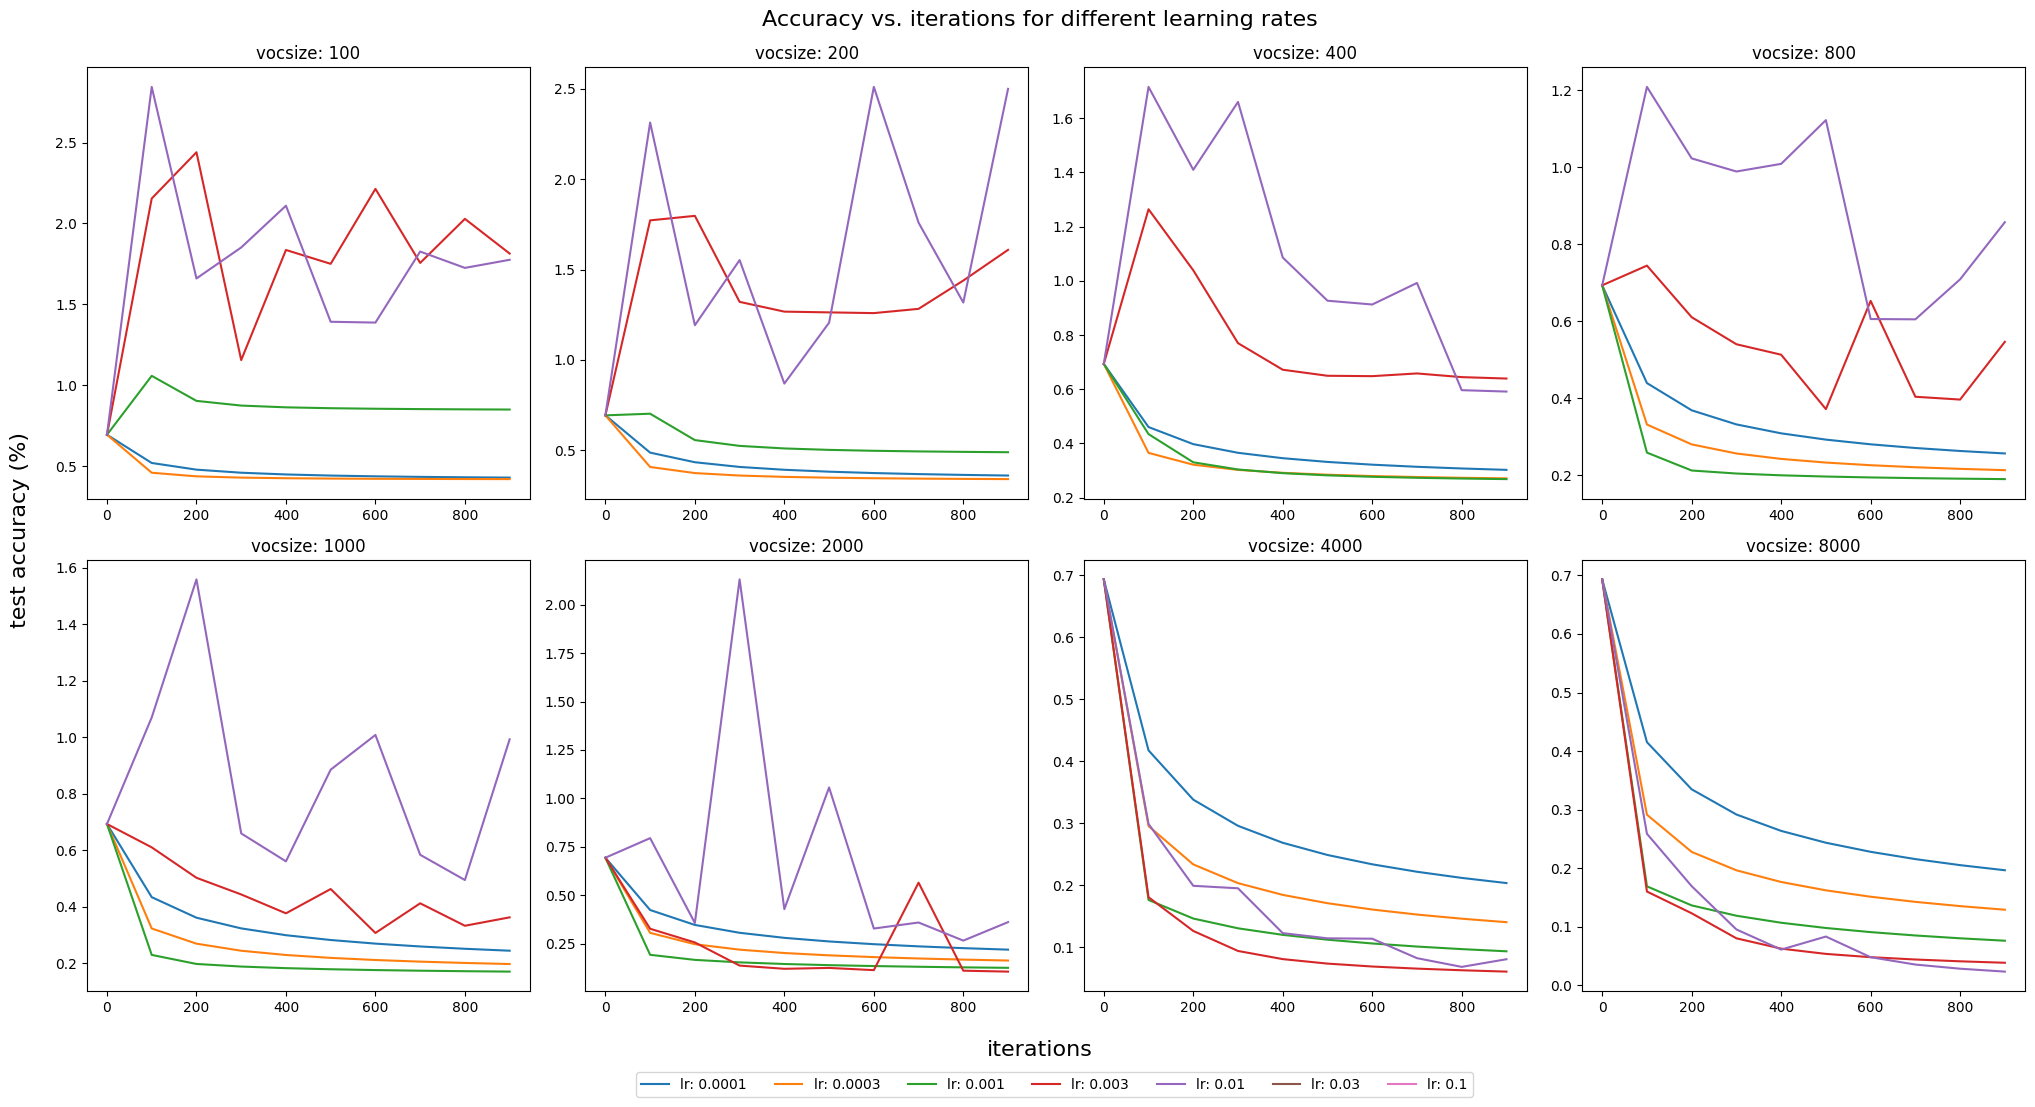 Accuracy vs. iterations for different learning rates
vocsize: 100
vocsize: 200
vocsize: 400
vocsize: 800
2.5
2.0
1.5
1.0
0.5
0 200 400 600 800
2.5
2.0
1.5
1.0
0.5
0 200 400 600 800
1.6
1.4
1.2
1.0
0.8
0.6
0.4
0.2
0 200 400 600 800
1.2
1.0
0.8
0.6
0.4
0.2
0 200 400 600 800
test accuracy (%)
vocsize: 1000
vocsize: 2000
vocsize: 4000
vocsize: 8000
1.6
1.4
1.2
1.0
0.8
0.6
0.4
0.2
0 200 400 600 800
2.00
1.75
1.50
1.25
1.00
0.75
0.50
0.25
0 200 400 600 800
0.7
0.6
0.5
0.4
0.3
0.2
0.1
0 200 400 600 800
0.7
0.6
0.5
0.4
0.3
0.2
0.1
0.0
0 200 400 600 800
iterations
lr: 0.0001 lr: 0.0003 lr: 0.001 lr: 0.003 lr: 0.01 lr: 0.03 lr: 0.1